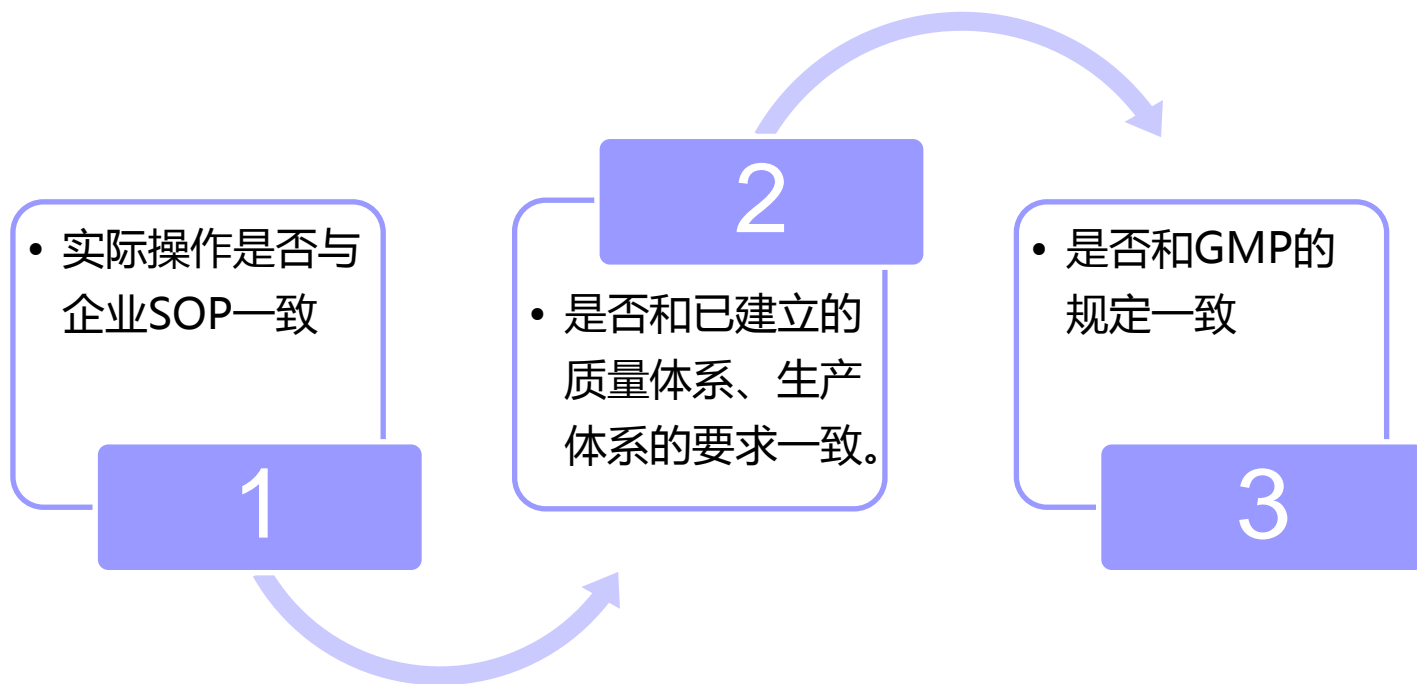 • 实际操作是否与
企业SOP一致
1
2
• 是否和已建立的
质量体系、生产
体系的要求一致。
• 是否和GMP的
规定一致
3